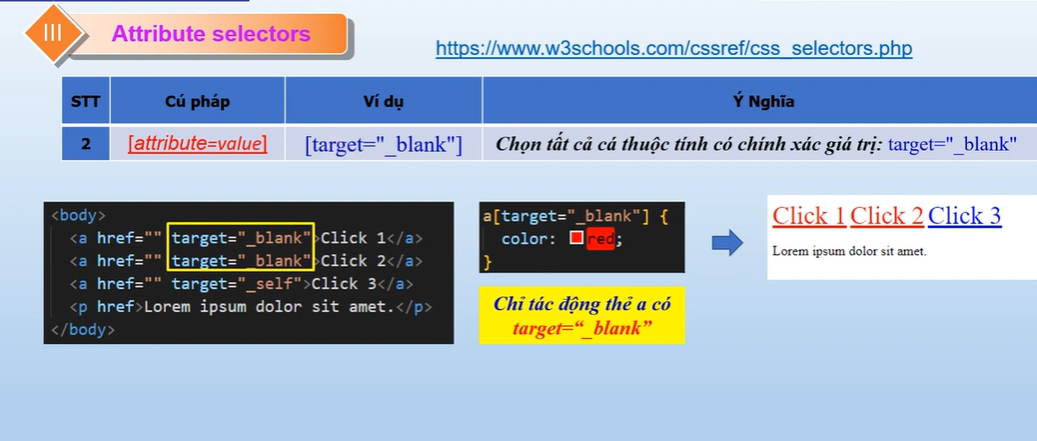 III
Attribute selectors
https://www.w3schools.com/cssref/css_selectors.php
STT Cú pháp Ví dụ Ý Nghĩa
2 [attribute=value] [target="_blank"] Chọn tất cả cá thuộc tính có chính xác giá trị: target="_blank"
<body>
<a href="" target="_blank">Click 1</a>
<a href="" target="_blank">Click 2</a>
<a href="" target="_self">Click 3</a>
<p href>Lorem ipsum dolor sit amet.</p>
</body>
a[target="_blank"] {
color: red;
}
Chỉ tác động thẻ a có
target=“_blank”
Click 1 Click 2 Click 3
Lorem ipsum dolor sit amet.